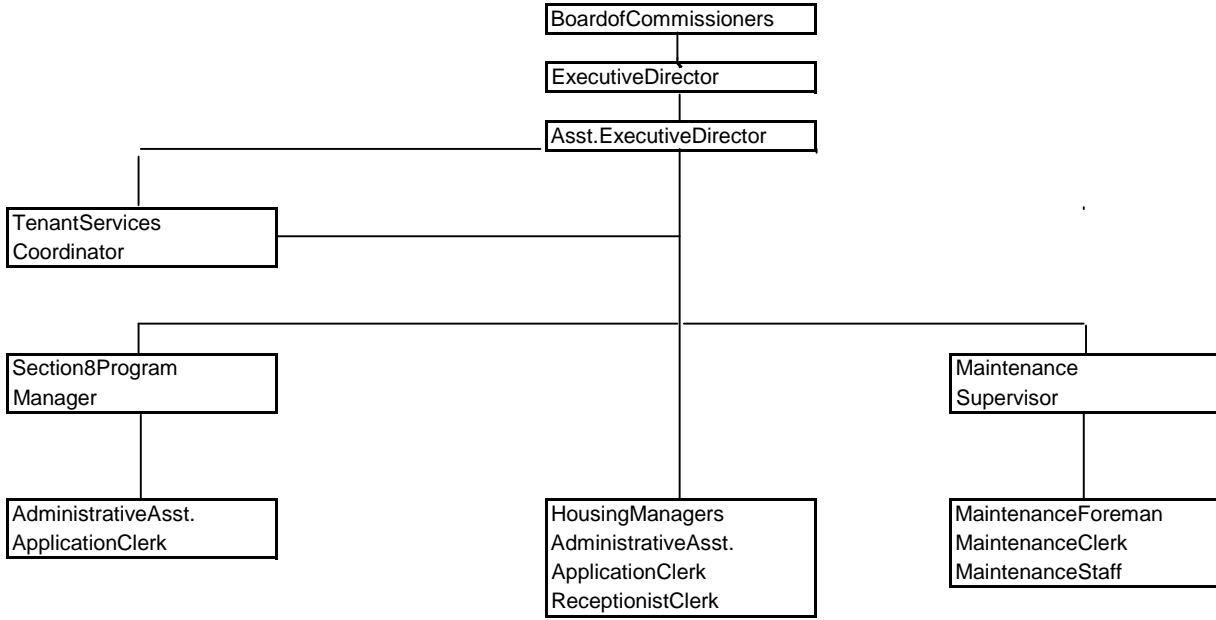 BoardofCommissioners
ExecutiveDirector
Asst.ExecutiveDirector
TenantServices
Coordinator
Section8Program
Manager
Maintenance
Supervisor
AdministrativeAsst.
ApplicationClerk
HousingManagers
AdministrativeAsst.
ApplicationClerk
ReceptionistClerk
MaintenanceForeman
MaintenanceClerk
MaintenanceStaff